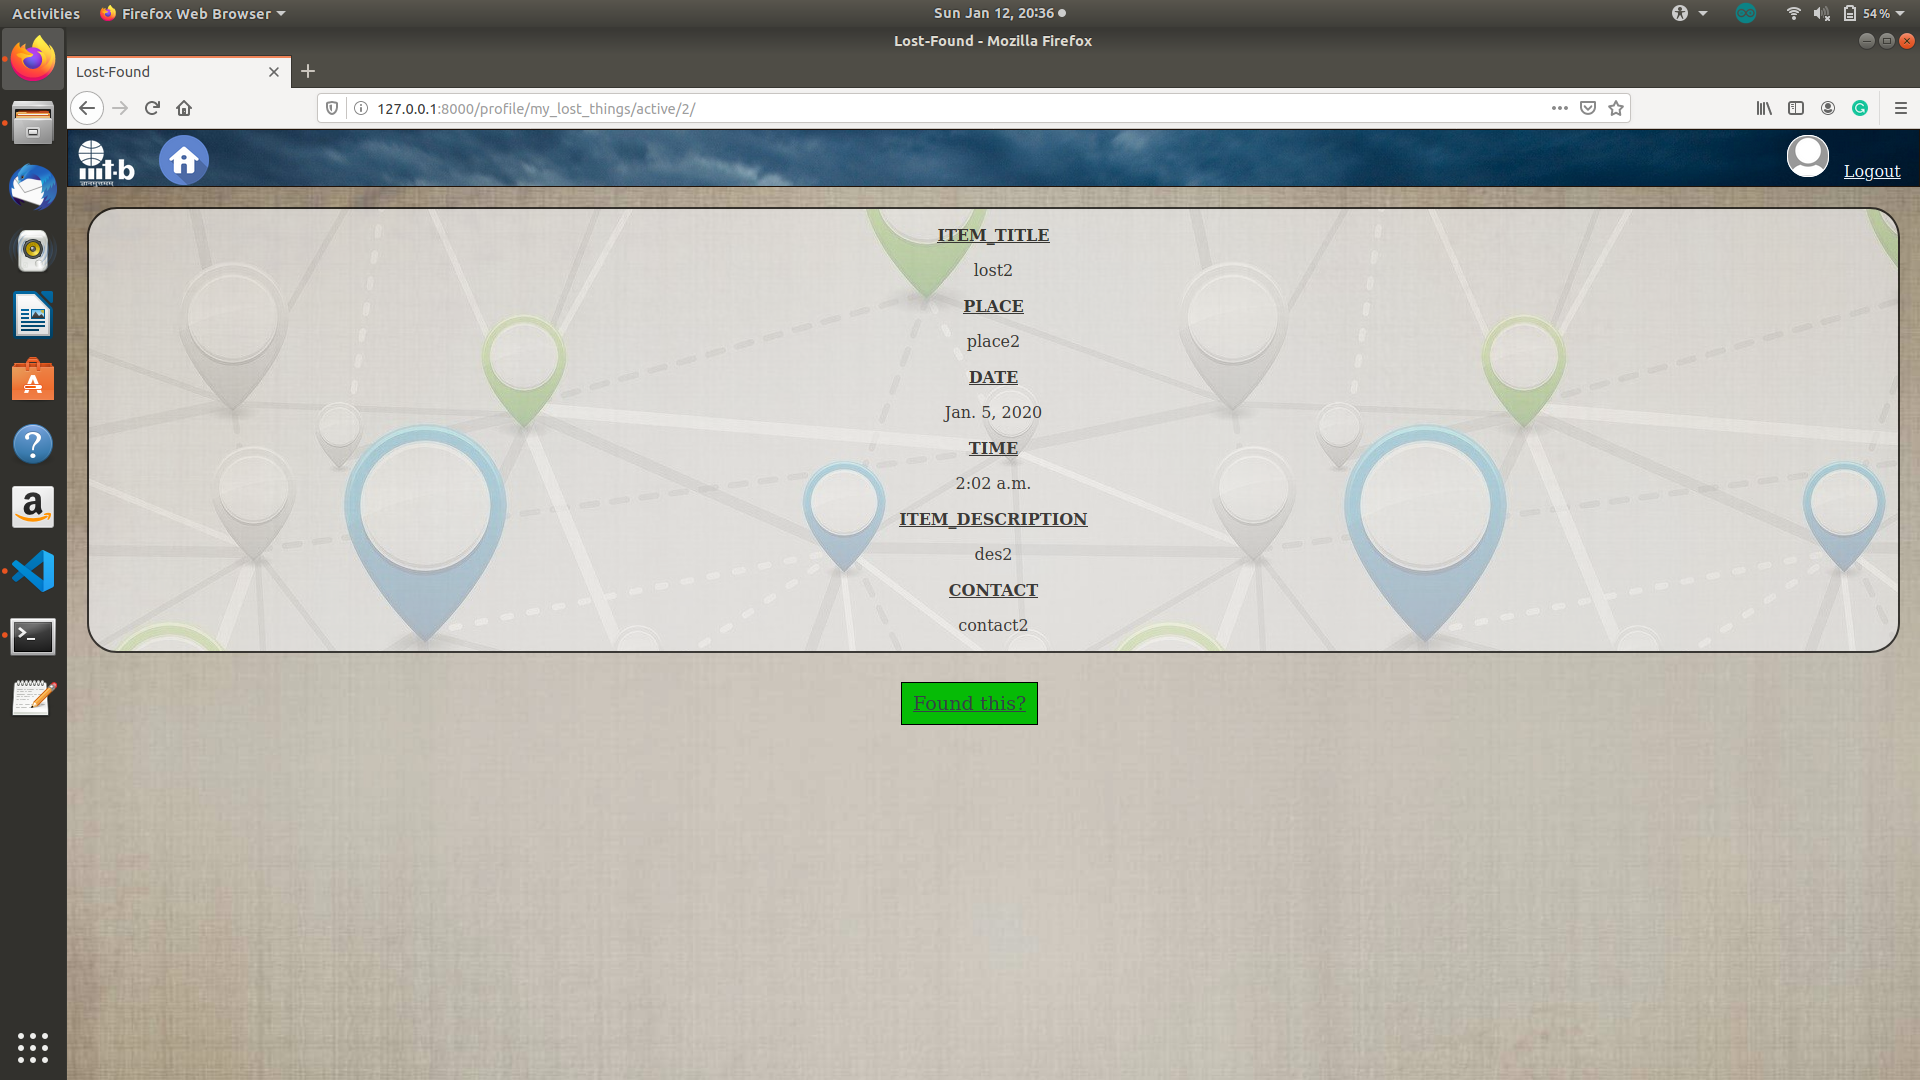 Activities
Firefox Web Browser
Sun Jan 12, 20:36
54 %
Lost-Found - Mozilla Firefox
Lost-Found
127.0.0.1:8000/profile/my_lost_things/active/2/
iiit-b
Logout
ITEM_TITLE
lost2
PLACE
place2
DATE
Jan. 5, 2020
TIME
2:02 a.m.
ITEM_DESCRIPTION
des2
CONTACT
contact2
Found this?